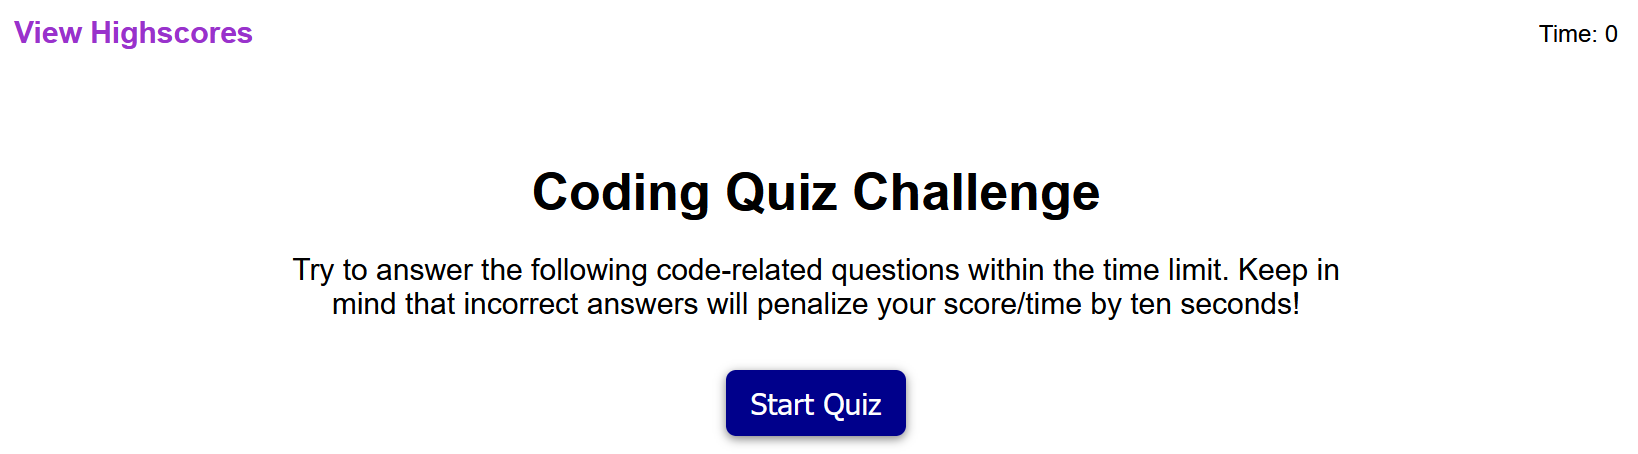 View Highscores
Time: 0
Coding Quiz Challenge
Try to answer the following code-related questions within the time limit. Keep in
mind that incorrect answers will penalize your score/time by ten seconds!
Start Quiz